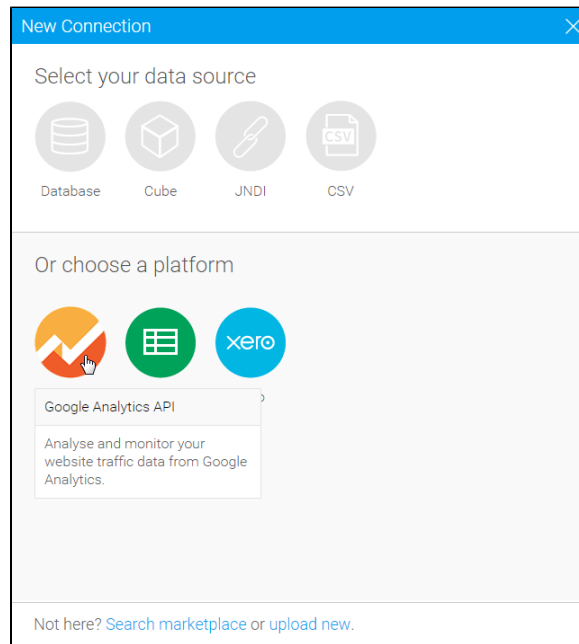 New Connection
Select your data source
CSV
Database Cube JNDI CSV
Or choose a platform
xero
Google Analytics API
Analyse and monitor your
website traffic data from Google
Analytics.
Not here? Search marketplace or upload new.